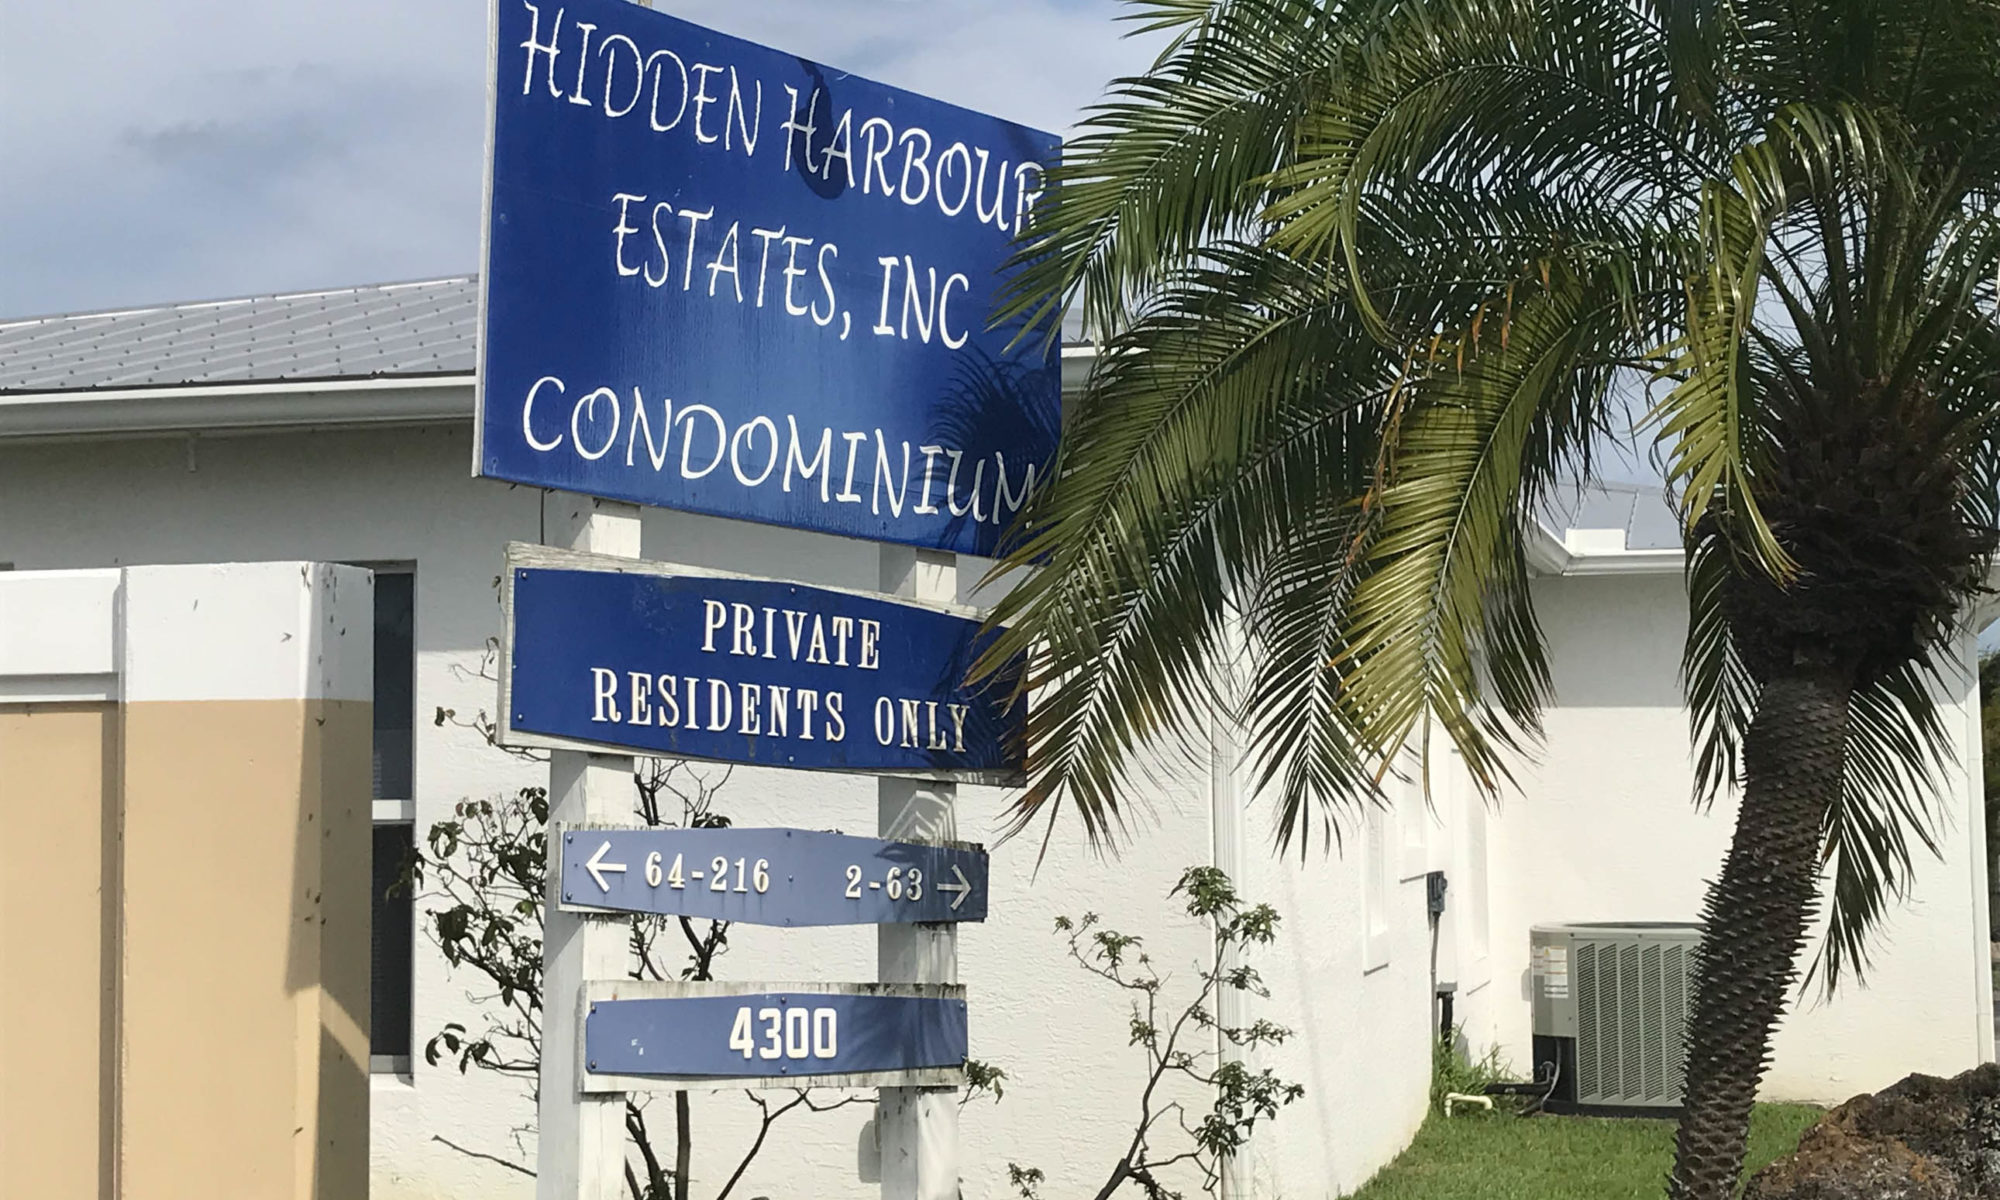 HIDDEN HARBOUR
ESTATES, INC
CONDOMINIUM
PRIVATE
RESIDENTS ONLY
← 64-216 2-63 →
4300